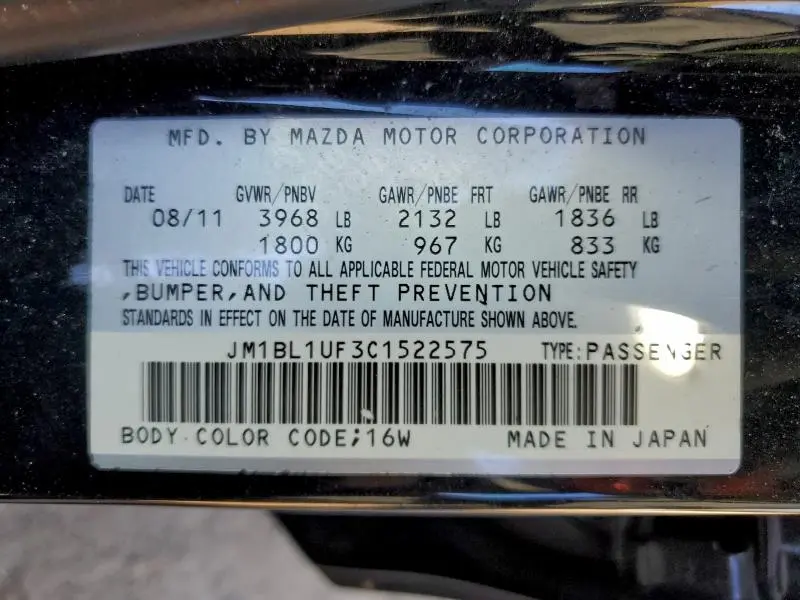 MFD. BY MAZDA MOTOR CORPORATION
DATE GVWR/PNBV GAWR/PNBE FRT GAWR/PNBE RR
08/11 3968 LB 2132 LB 1836 LB
1800 KG 967 KG 833 KG
THIS VEHICLE CONFORMS TO ALL APPLICABLE FEDERAL MOTOR VEHICLE SAFETY
,BUMPER,AND THEFT PREVENTION
STANDARDS IN EFFECT ON THE DATE OF MANUFACTURE SHOWN ABOVE.
JM1BL1UF3C1522575 TYPE:PASSENGER
BODY COLOR CODE;16W MADE IN JAPAN